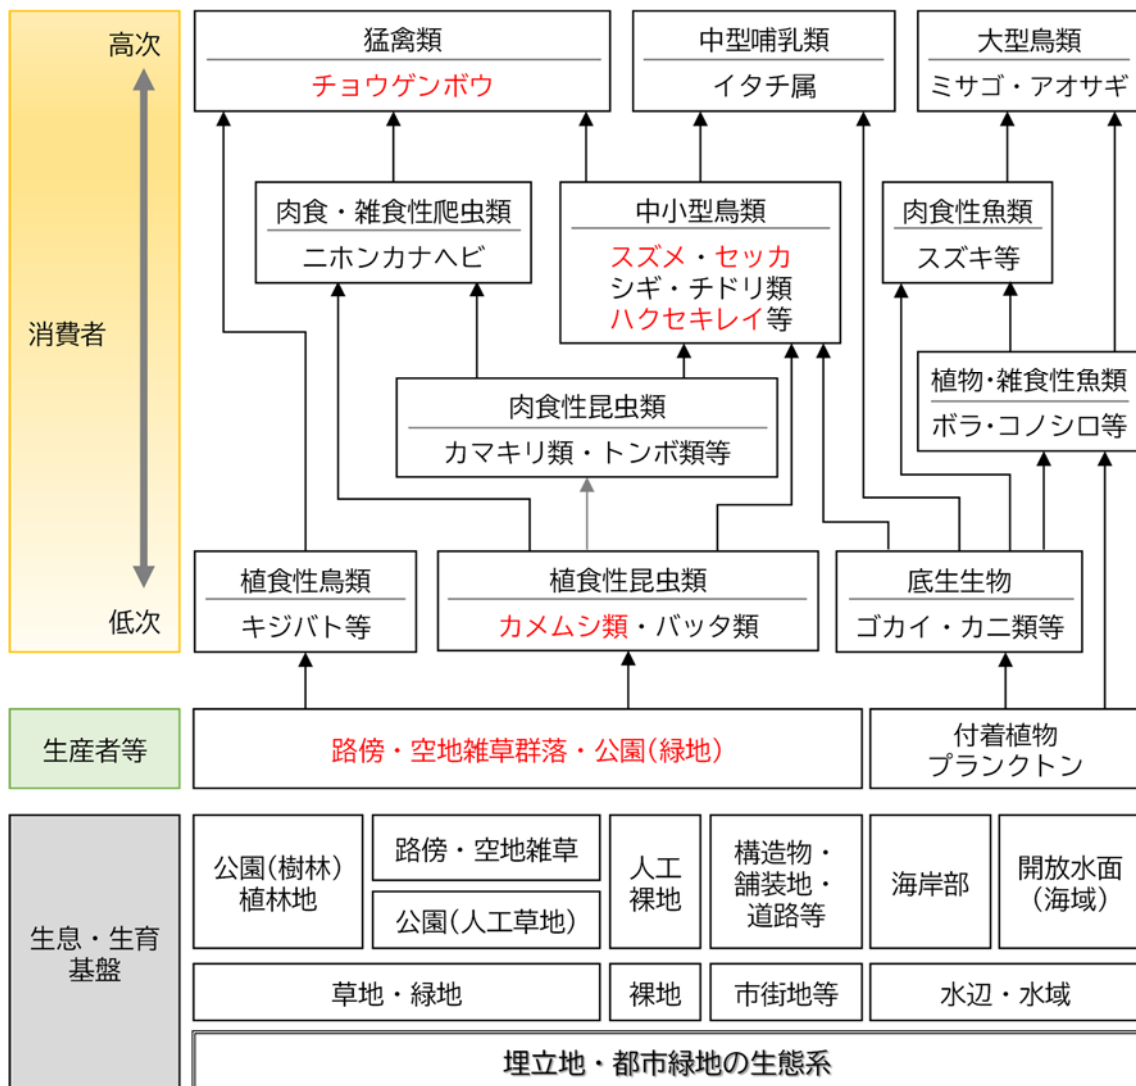 高次
消費者
低次
猛禽類
チョウゲンボウ
中型哺乳類
イタチ属
大型鳥類
ミサゴ・アオサギ
肉食・雑食性爬虫類
ニホンカナヘビ
中小型鳥類
スズメ・セッカ
シギ・チドリ類
ハクセキレイ等
肉食性魚類
スズキ等
肉食性昆虫類
カマキリ類・トンボ類等
植物・雑食性魚類
ボラ・コノシロ等
植食性鳥類
キジバト等
植食性昆虫類
カメムシ類・バッタ類
底生生物
ゴカイ・カニ類等
生産者等
路傍・空地雑草群落・公園(緑地)
付着植物
プランクトン
生息・生育
基盤
公園(樹林)
植林地
路傍・空地雑草
公園(人工草地)
人工
裸地
構造物・
舗装地・
道路等
海岸部
開放水面
(海域)
草地・緑地
裸地
市街地等
水辺・水域
埋立地・都市緑地の生態系